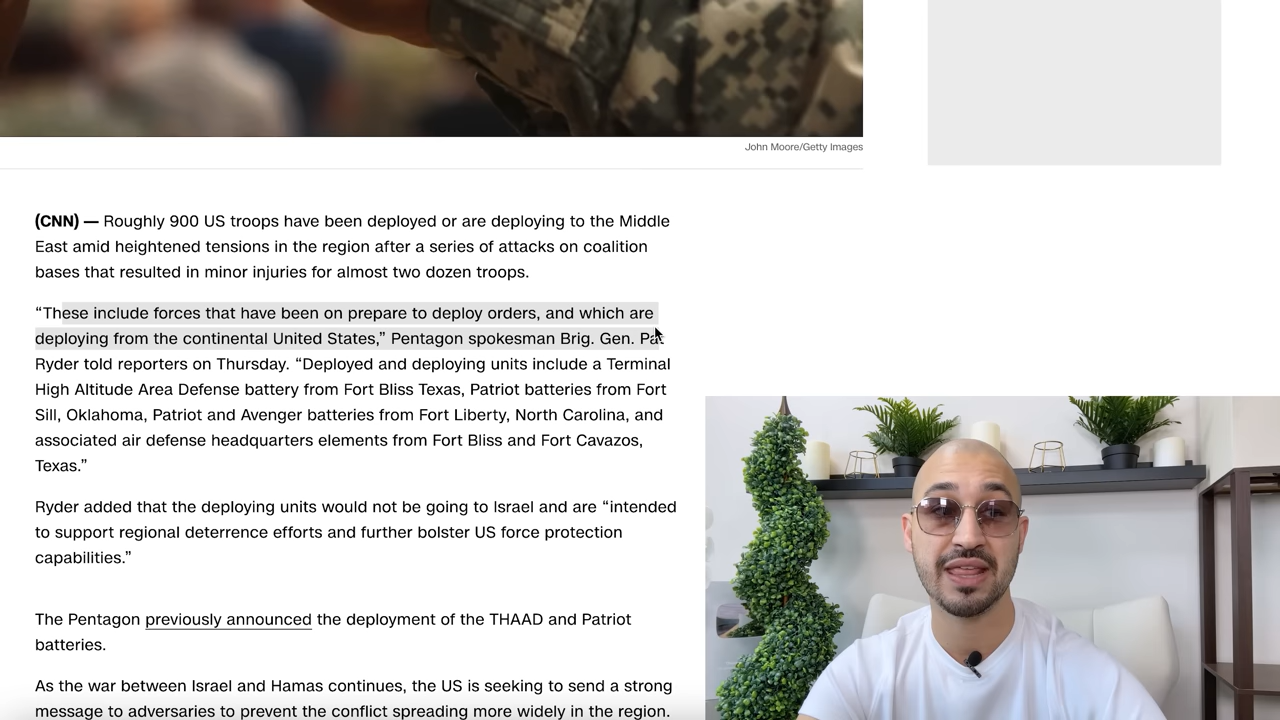 John Moore/Getty Images
(CNN) — Roughly 900 US troops have been deployed or are deploying to the Middle
East amid heightened tensions in the region after a series of attacks on coalition
bases that resulted in minor injuries for almost two dozen troops.
“These include forces that have been on prepare to deploy orders, and which are
deploying from the continental United States,” Pentagon spokesman Brig. Gen. Pat
Ryder told reporters on Thursday. “Deployed and deploying units include a Terminal
High Altitude Area Defense battery from Fort Bliss Texas, Patriot batteries from Fort
Sill, Oklahoma, Patriot and Avenger batteries from Fort Liberty, North Carolina, and
associated air defense headquarters elements from Fort Bliss and Fort Cavazos,
Texas.”
Ryder added that the deploying units would not be going to Israel and are “intended
to support regional deterrence efforts and further bolster US force protection
capabilities.”
The Pentagon previously announced the deployment of the THAAD and Patriot
batteries.
As the war between Israel and Hamas continues, the US is seeking to send a strong
message to adversaries to prevent the conflict spreading more widely in the region.